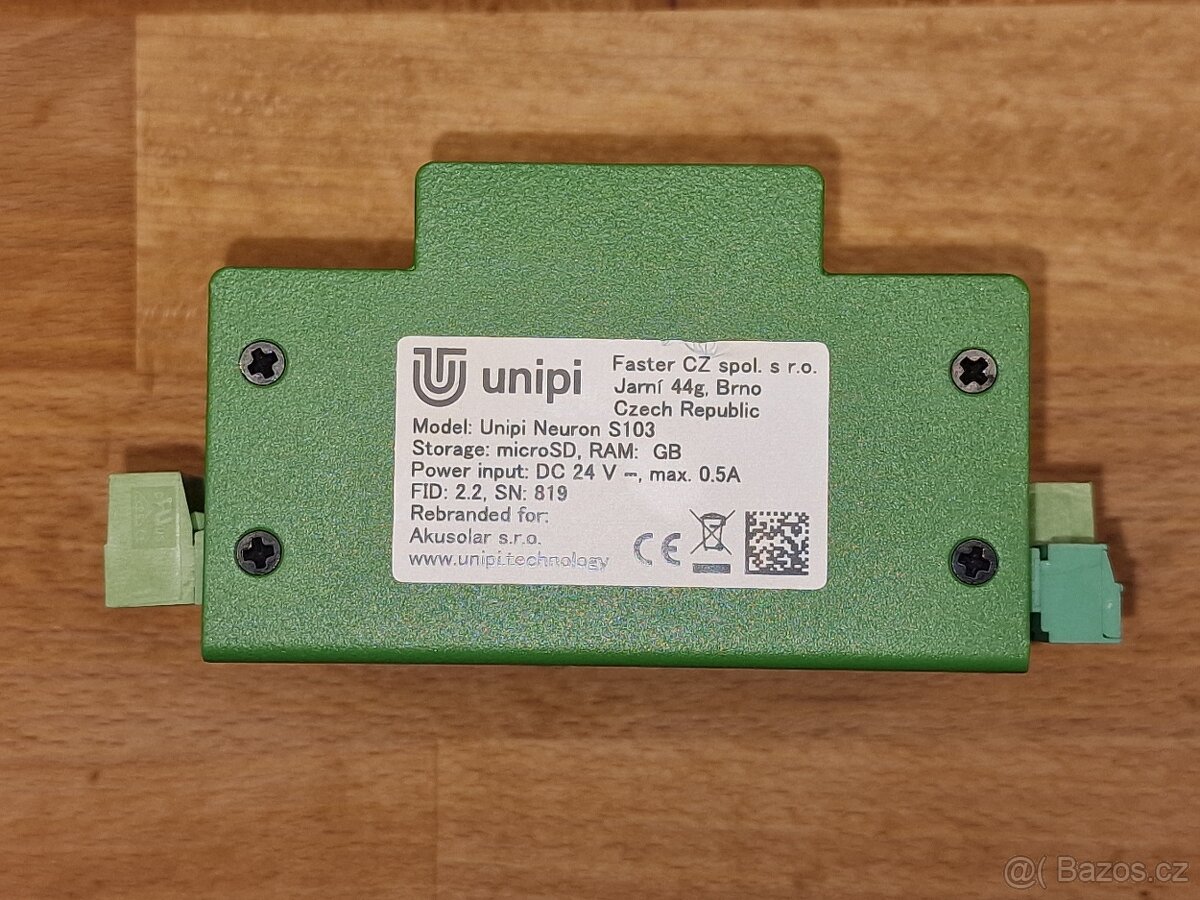 unipi
Faster CZ spol. s r.o.
Jarní 44g, Brno
Czech Republic
Model: Unipi Neuron S103
Storage: microSD, RAM:  GB
Power input: DC 24 V ⎓, max. 0.5A
FID: 2.2, SN: 819
Rebranded for:
Akusolar s.r.o.
www.unipi.technology
CE
@( Bazos.cz